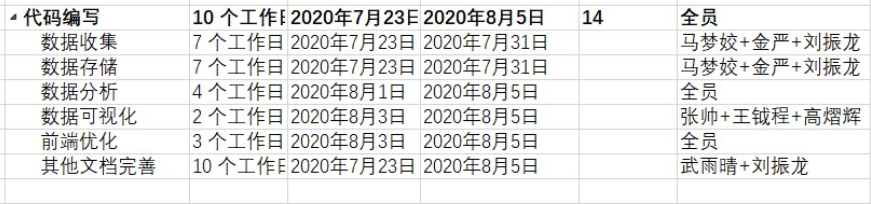 代码编写 10 个工作日 2020年7月23日 2020年8月5日 14 全员
数据收集 7 个工作日 2020年7月23日 2020年7月31日 马梦姣+金严+刘振龙
数据存储 7 个工作日 2020年7月23日 2020年7月31日 马梦姣+金严+刘振龙
数据分析 4 个工作日 2020年8月1日 2020年8月5日 全员
数据可视化 2 个工作日 2020年8月3日 2020年8月5日 张帅+王钺程+高熠辉
前端优化 3 个工作日 2020年8月3日 2020年8月5日 全员
其他文档完善 10 个工作日 2020年7月23日 2020年8月5日 武雨晴+刘振龙